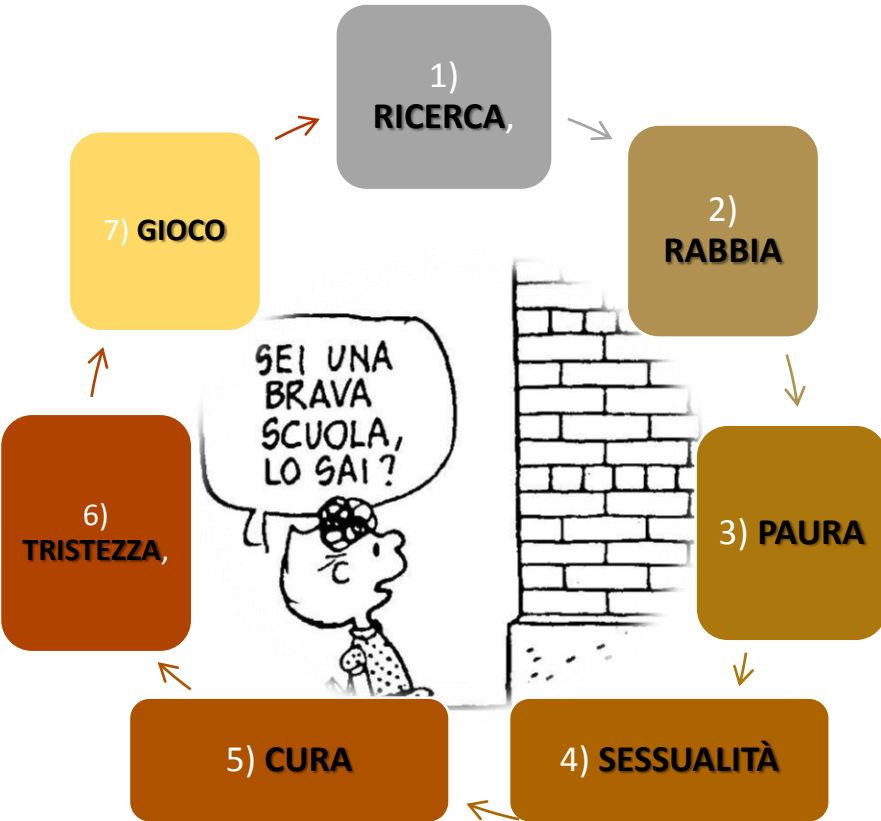 1)
RICERCA,
2)
RABBIA
3) PAURA
4) SESSUALITÀ
5) CURA
6)
TRISTEZZA,
7) GIOCO
SEI UNA
BRAVA
SCUOLA,
LO SAI?